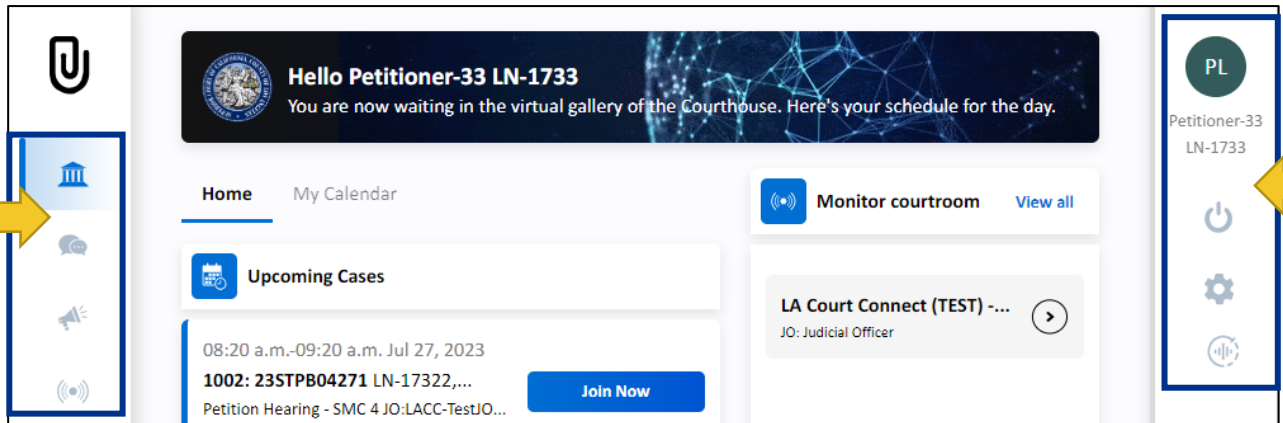 Hello Petitioner-33 LN-1733
You are now waiting in the virtual gallery of the Courthouse. Here's your schedule for the day.
Home
My Calendar
Upcoming Cases
08:20 a.m.-09:20 a.m. Jul 27, 2023
1002: 23STPB04271 LN-17322,...
Petition Hearing - SMC 4 JO:LACC-TestJO...
Join Now
Monitor courtroom
View all
LA Court Connect (TEST) -...
JO: Judicial Officer
PL
Petitioner-33
LN-1733